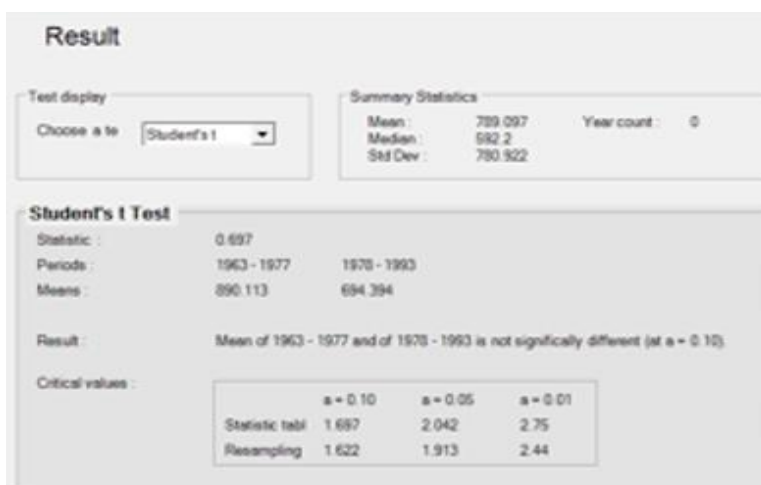 Result
Test display
Choose a te Student's t
Summary Statistics
Mean : 789.097 Year count : 0
Median : 592.2
Std Dev : 780.922
Student's t Test
Statistic : 0.697
Periods : 1963 - 1977 1978 - 1993
Means : 890.113 694.394
Result : Mean of 1963 - 1977 and of 1978 - 1993 is not significally different (at a = 0.10).
Critical values :
a = 0.10 a = 0.05 a = 0.01
Statistic tabl 1.697 2.042 2.75
Resampling 1.622 1.913 2.44